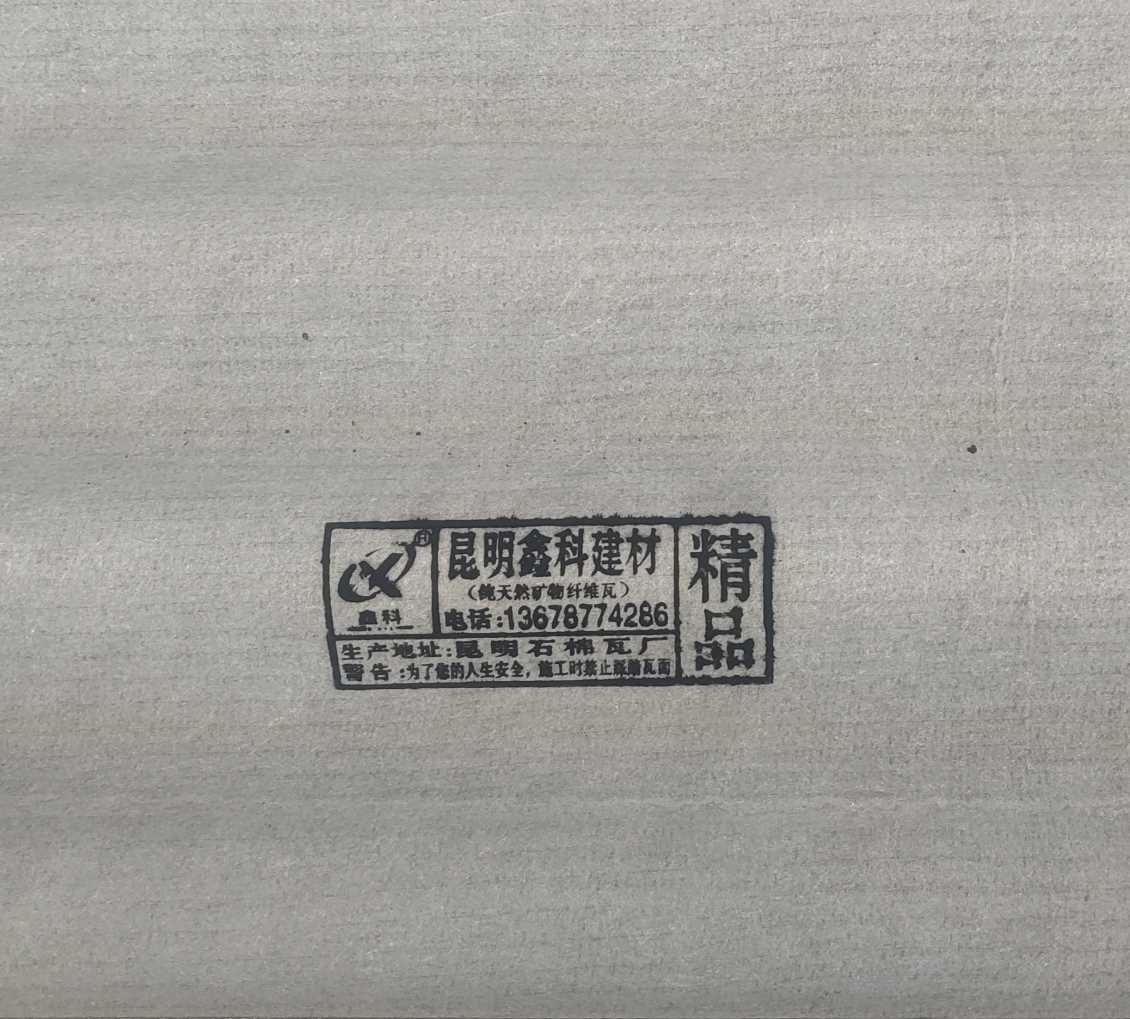 ®
鑫科
昆明鑫科建材
（纯天然矿物纤维瓦）
电话:13678774286
生产地址:昆明石棉瓦厂
警告:为了您的人生安全，施工时禁止踩踏瓦面
精品